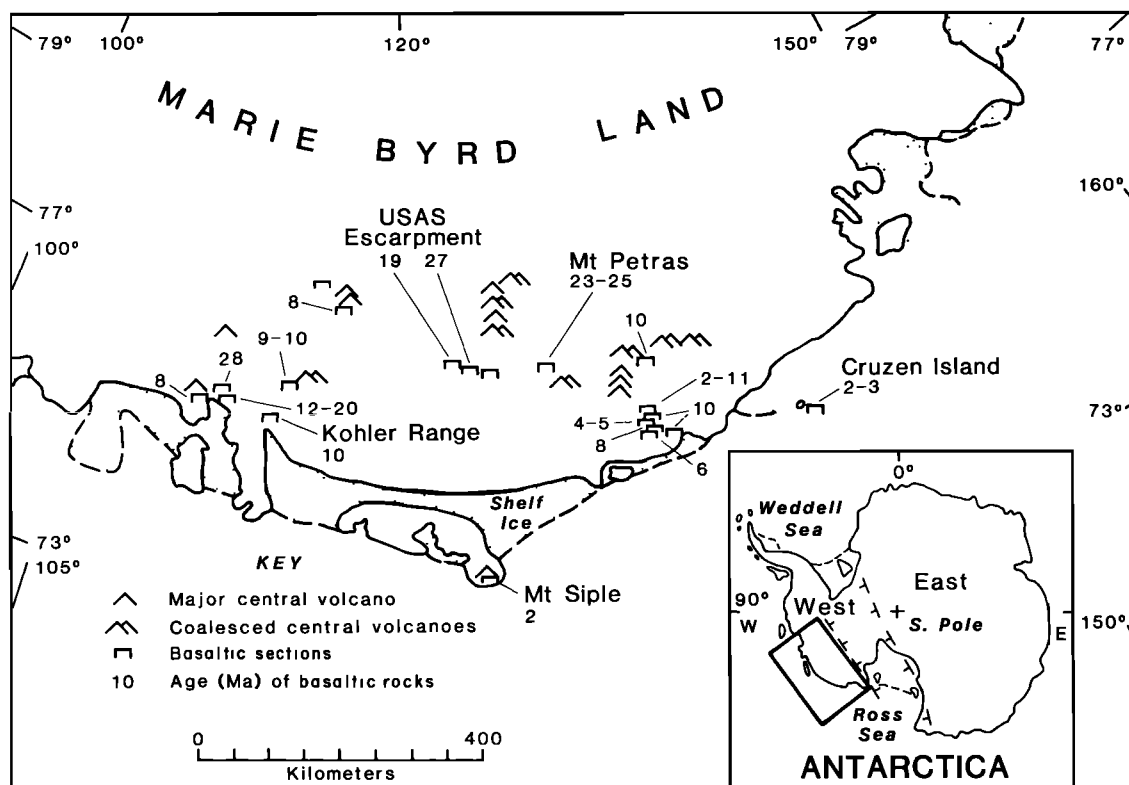 79° 100° 120° 150° 79° 77°
MARIE BYRD LAND
160°
77°
100°
USAS
Escarpment
19 27
Mt Petras
23-25
8
10
9-10
28
8
12-20
Kohler Range
10
2-11
4-5
10
8
6
Cruzen Island
2-3
73°
Shelf
Ice
73°
105°
Mt Siple
2
KEY
Major central volcano
Coalesced central volcanoes
Basaltic sections
10 Age (Ma) of basaltic rocks
0 400
Kilometers
0°
Weddell
Sea
East
90°
W
West
S. Pole
E
150°
Ross
Sea
ANTARCTICA